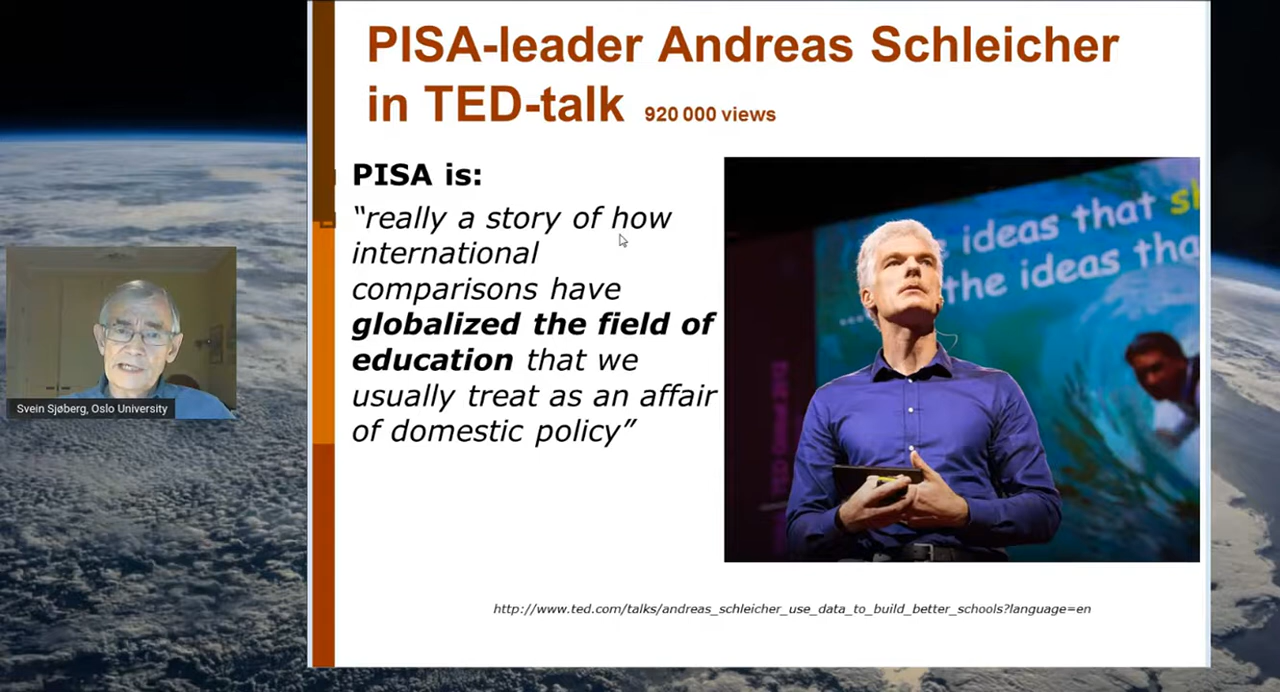 PISA-leader Andreas Schleicher
in TED-talk 920 000 views
PISA is:
“really a story of how
international
comparisons have
globalized the field of
education that we
usually treat as an affair
of domestic policy”
ideas that
the ideas tha
Svein Sjøberg, Oslo University
http://www.ted.com/talks/andreas_schleicher_use_data_to_build_better_schools?language=en